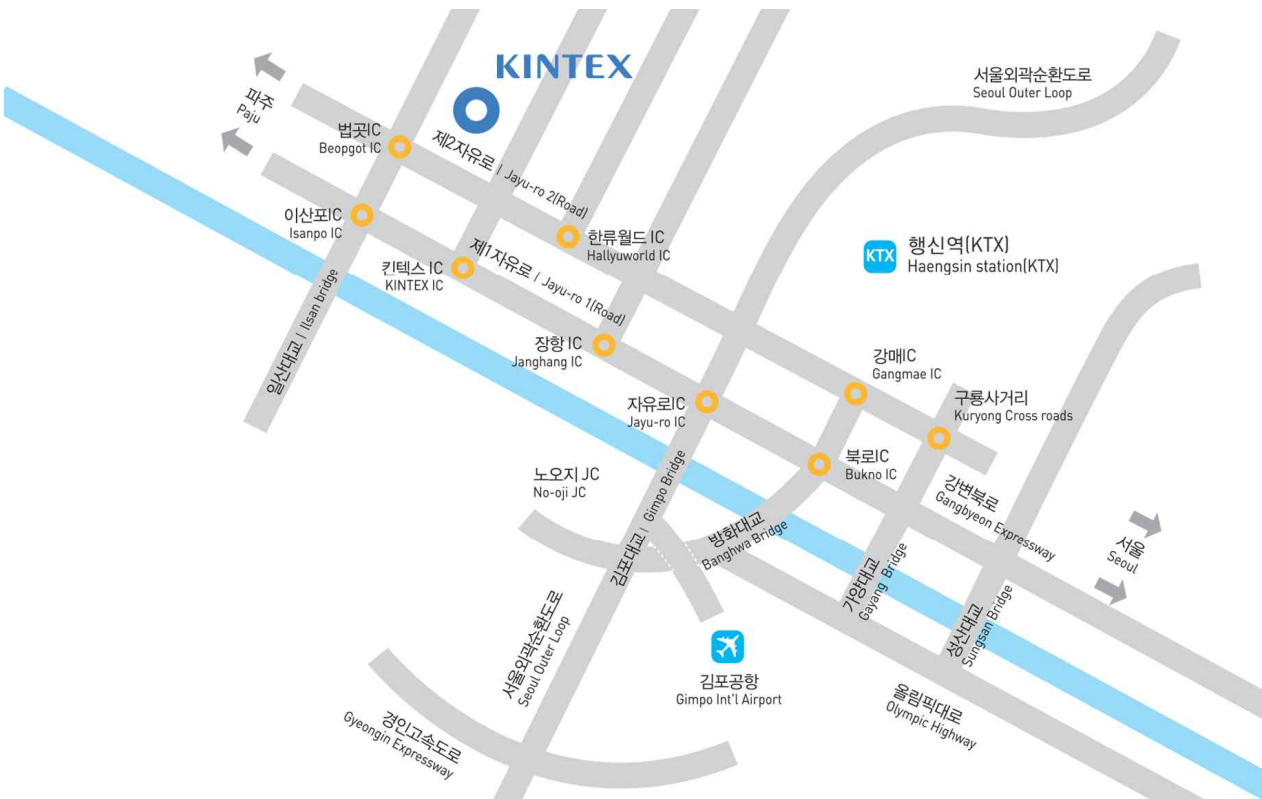 KINTEX
서울외곽순환도로
Seoul Outer Loop
파주
Paju
법곳IC
Beopgot IC
제2자유로 | Jayu-ro 2(Road)
이산포IC
Isanpo IC
한류월드 IC
Hallyuworld IC
KTX
행신역(KTX)
Haengsin station(KTX)
킨텍스 IC
KINTEX IC
제1자유로 | Jayu-ro 1(Road)
일산대교 | Ilsan bridge
장항 IC
Janghang IC
강매IC
Gangmae IC
자유로IC
Jayu-ro IC
구룡사거리
Kuryong Cross roads
북로IC
Bukno IC
노오지 JC
No-oji JC
김포대교 | Gimpo Bridge
방화대교
Banghwa Bridge
강변북로
Gangbyeon Expressway
서울
Seoul
가양대교
Gayang Bridge
성산대교
Sungsan Bridge
서울외곽순환도로
Seoul Outer Loop
김포공항
Gimpo Int'l Airport
올림픽대로
Olympic Highway
경인고속도로
Gyeongin Expressway